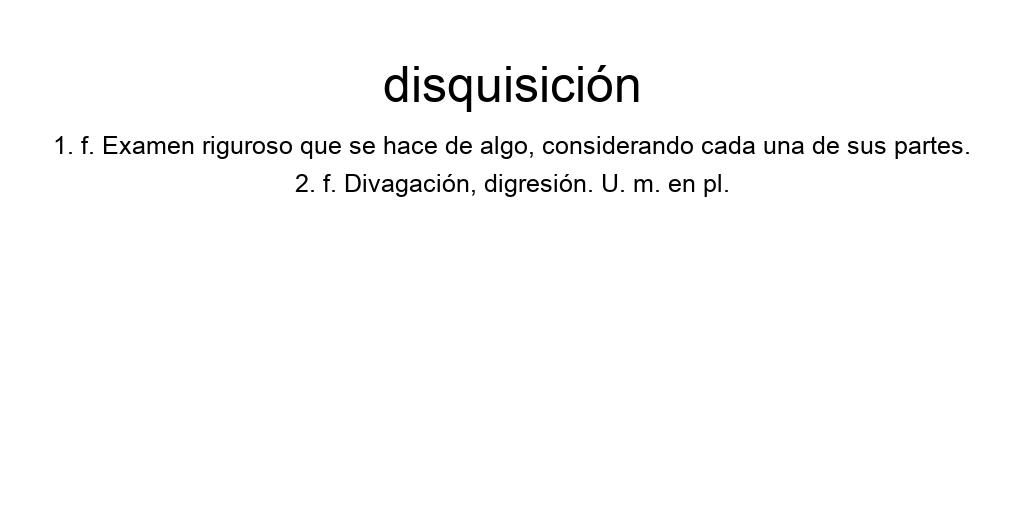 disquisición
1. f. Examen riguroso que se hace de algo, considerando cada una de sus partes.
2. f. Divagación, digresión. U. m. en pl.